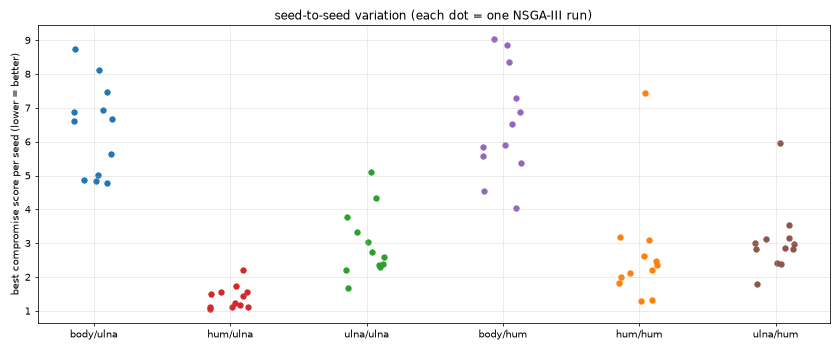 seed-to-seed variation (each dot = one NSGA-III run)
best compromise score per seed (lower = better)
9
8
7
6
5
4
3
2
1
body/ulna
hum/ulna
ulna/ulna
body/hum
hum/hum
ulna/hum